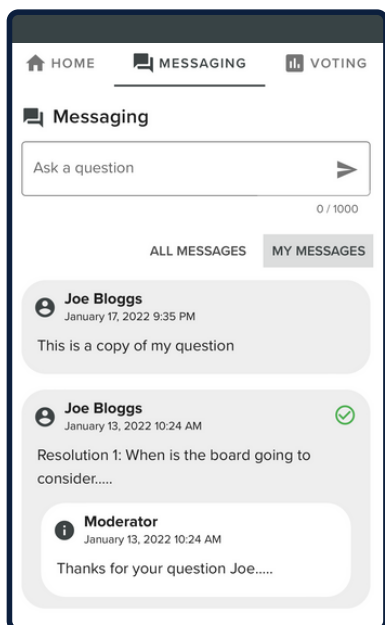 HOME MESSAGING VOTING
Messaging
Ask a question
0 / 1000
ALL MESSAGES MY MESSAGES
Joe Bloggs
January 17, 2022 9:35 PM
This is a copy of my question
Joe Bloggs
January 13, 2022 10:24 AM
Resolution 1: When is the board going to
consider.....
Moderator
January 13, 2022 10:24 AM
Thanks for your question Joe.....